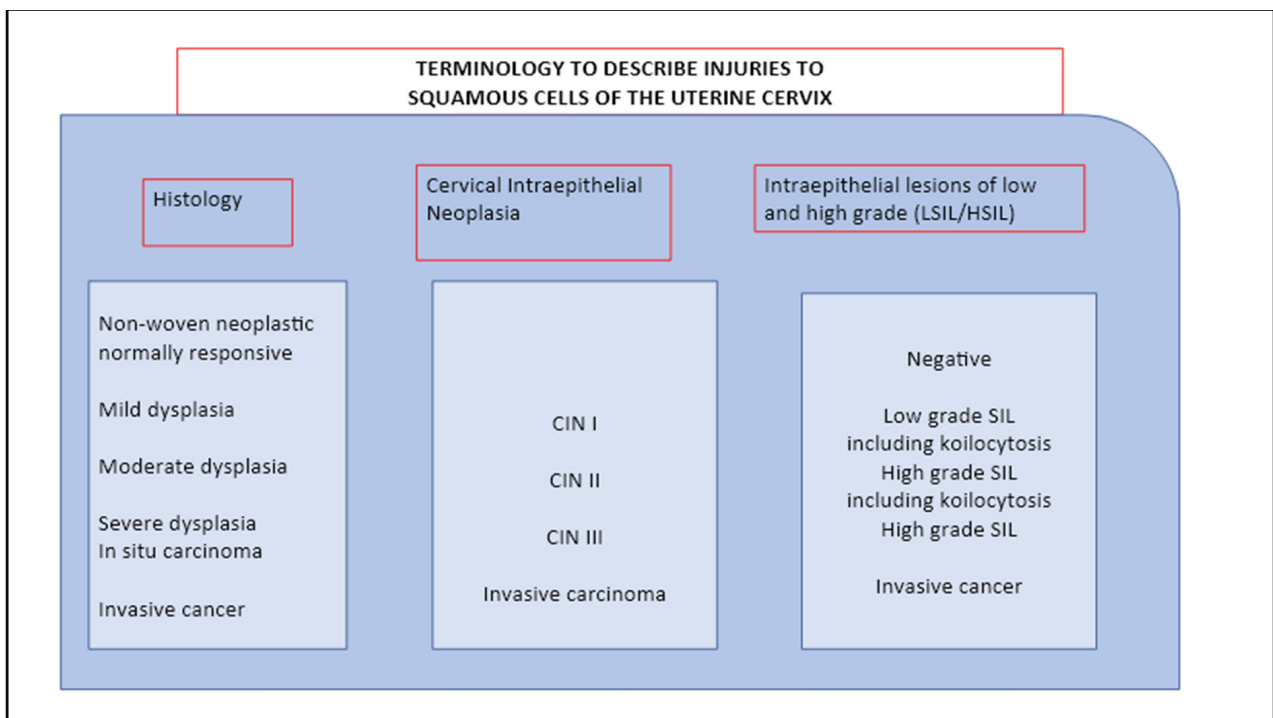 TERMINOLOGY TO DESCRIBE INJURIES TO
SQUAMOUS CELLS OF THE UTERINE CERVIX
Histology
Non-woven neoplastic
normally responsive
Mild dysplasia
Moderate dysplasia
Severe dysplasia
In situ carcinoma
Invasive cancer
Cervical Intraepithelial
Neoplasia
CIN I
CIN II
CIN III
Invasive carcinoma
Intraepithelial lesions of low
and high grade (LSIL/HSIL)
Negative
Low grade SIL
including koilocytosis
High grade SIL
including koilocytosis
High grade SIL
Invasive cancer